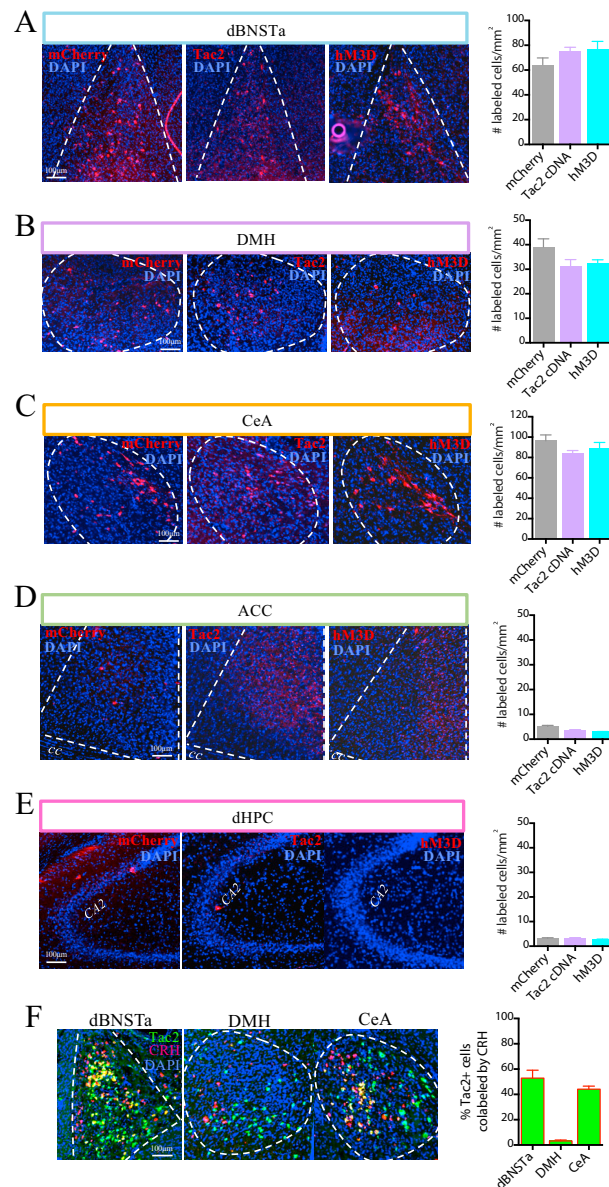 A
dBNSTa
mCherry
DAPI
100μm
Tac2
DAPI
hM3D
DAPI
# labeled cells/mm²
100
80
60
40
20
0
mCherry
Tac2 cDNA
hM3D
B
DMH
mCherry
DAPI
100μm
Tac2
DAPI
hM3D
DAPI
# labeled cells/mm²
50
40
30
20
10
0
mCherry
Tac2 cDNA
hM3D
C
CeA
mCherry
DAPI
100μm
Tac2
DAPI
hM3D
DAPI
# labeled cells/mm²
120
100
80
60
40
20
0
mCherry
Tac2 cDNA
hM3D
D
ACC
mCherry
DAPI
cc
100μm
Tac2
DAPI
cc
hM3D
DAPI
cc
# labeled cells/mm²
50
40
30
20
10
0
mCherry
Tac2 cDNA
hM3D
E
dHPC
mCherry
DAPI
CA2
100μm
Tac2
DAPI
CA2
hM3D
DAPI
CA2
# labeled cells/mm²
50
40
30
20
10
0
mCherry
Tac2 cDNA
hM3D
F
dBNSTa
DMH
CeA
Tac2
CRH
DAPI
100μm
% Tac2+ cells
colabeled by CRH
100
80
60
40
20
0
dBNSTa
DMH
CeA